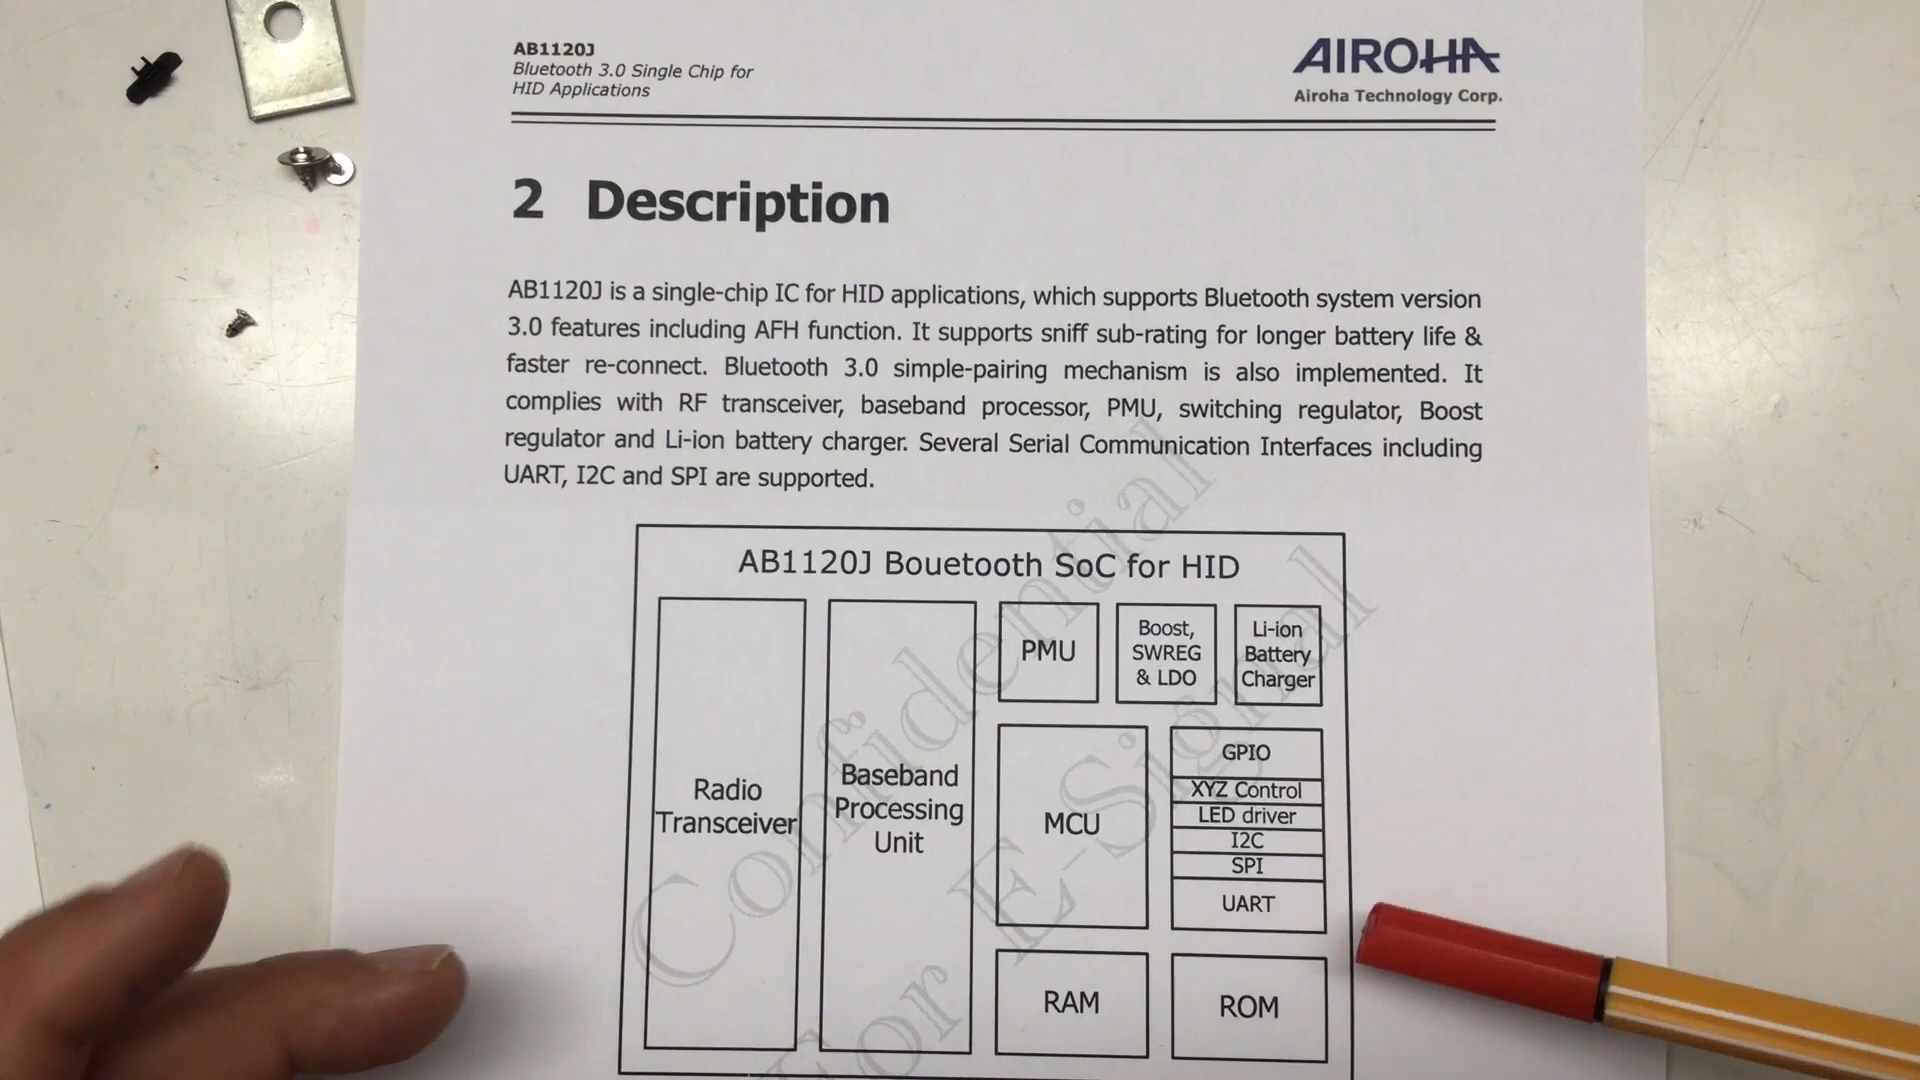 AB1120J
Bluetooth 3.0 Single Chip for
HID Applications
AIROHA
Airoha Technology Corp.
2 Description
AB1120J is a single-chip IC for HID applications, which supports Bluetooth system version
3.0 features including AFH function. It supports sniff sub-rating for longer battery life &
faster re-connect. Bluetooth 3.0 simple-pairing mechanism is also implemented. It
complies with RF transceiver, baseband processor, PMU, switching regulator, Boost
regulator and Li-ion battery charger. Several Serial Communication Interfaces including
UART, I2C and SPI are supported.
AB1120J Bouetooth SoC for HID
Radio
Transceiver
Baseband
Processing
Unit
PMU
Boost,
SWREG
& LDO
Li-ion
Battery
Charger
MCU
GPIO
XYZ Control
LED driver
I2C
SPI
UART
RAM
ROM
Confidential
For E-Signal